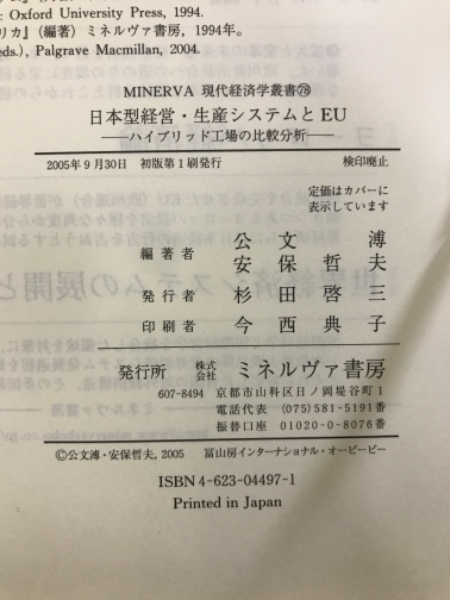 : Oxford University Press, 1994.
リカ』（編著）ミネルヴァ書房，1994年。
eds.), Palgrave Macmillan, 2004.
MINERVA 現代経済学叢書㊆
日本型経営・生産システムとEU
──ハイブリッド工場の比較分析──
2005年9月30日 初版第1刷発行 検印廃止
定価はカバーに
表示しています
編著者 公文溥
安保哲夫
発行者 杉田啓三
印刷者 今西典子
発行所 株式会社 ミネルヴァ書房
607-8494 京都市山科区日ノ岡堤谷町1
電話代表 (075)581-5191番
振替口座 01020-0-8076番
©公文溥・安保哲夫，2005 冨山房インターナショナル・オービービー
ISBN4-623-04497-1
Printed in Japan